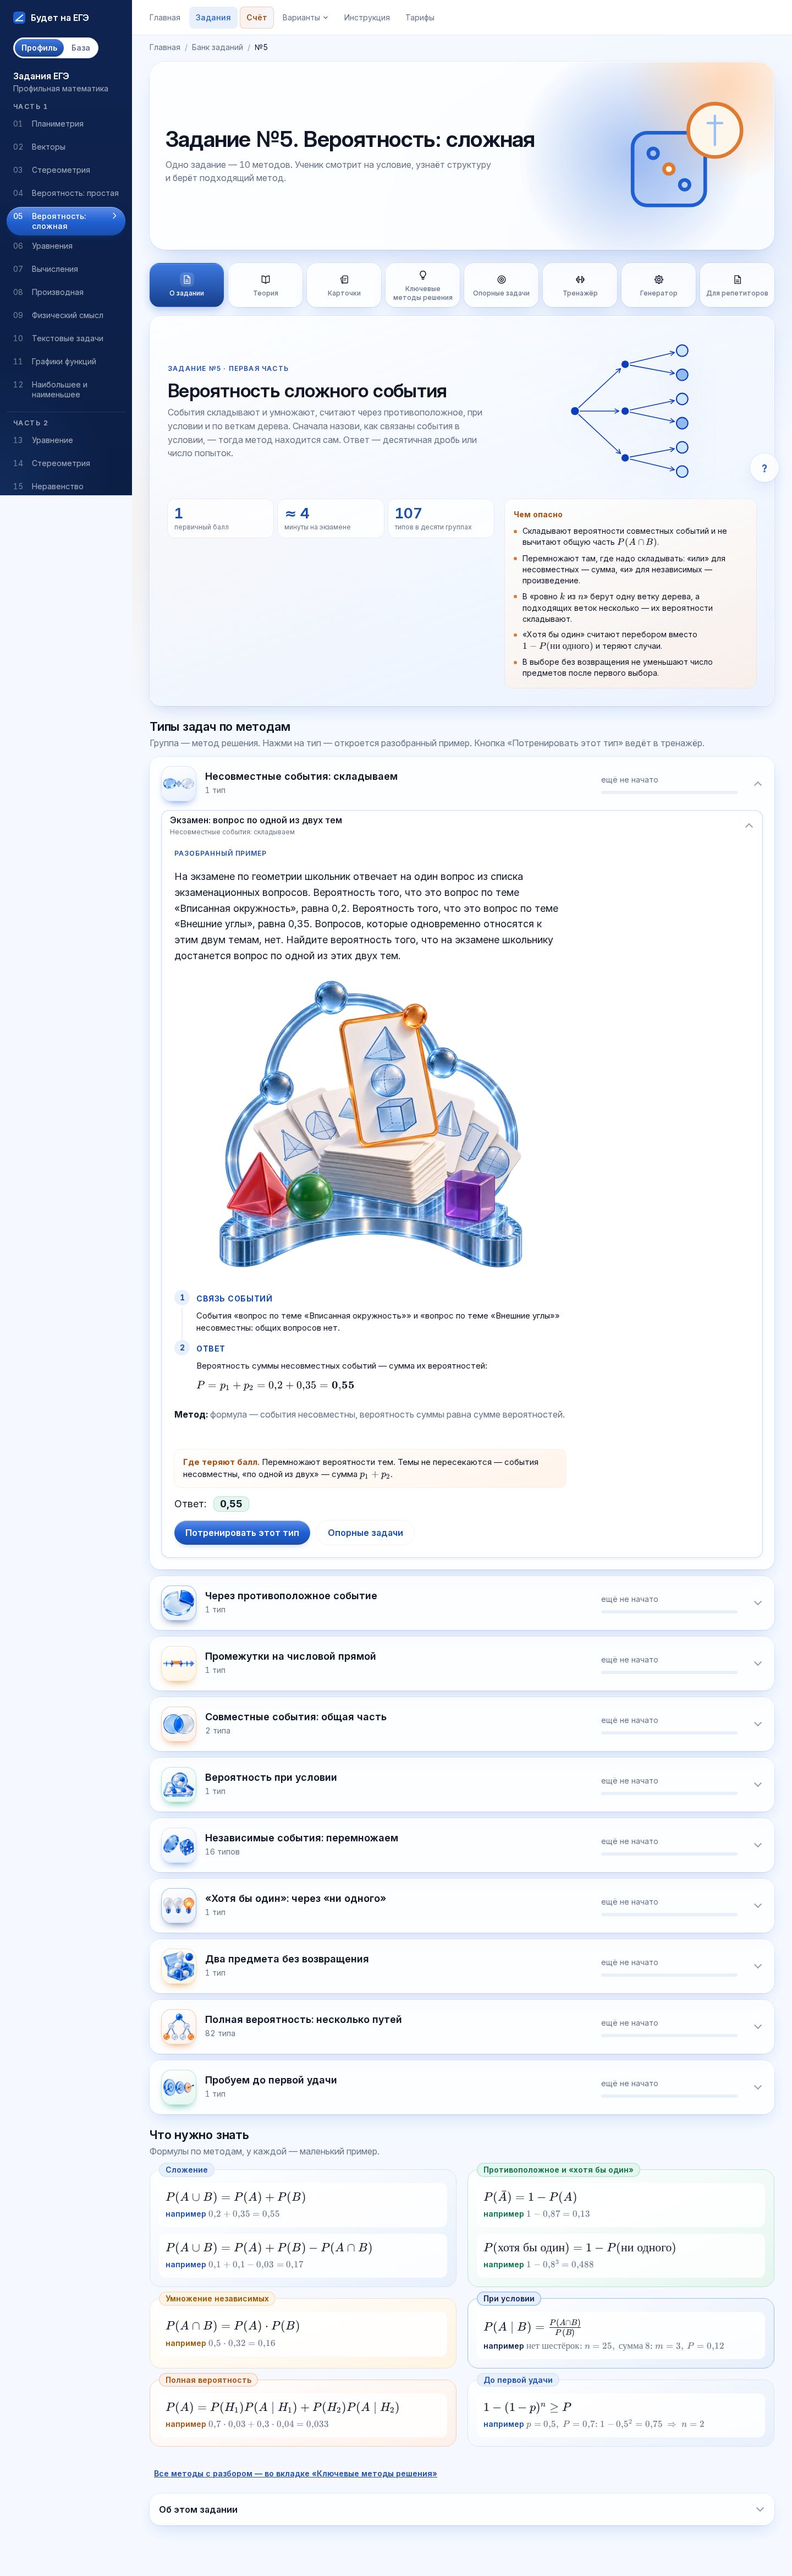 Будет на ЕГЭ
Профиль База
Задания ЕГЭ
Профильная математика
ЧАСТЬ 1
01 Планиметрия
02 Векторы
03 Стереометрия
04 Вероятность: простая
05 Вероятность:
сложная
06 Уравнения
07 Вычисления
08 Производная
09 Физический смысл
10 Текстовые задачи
11 Графики функций
12 Наибольшее и
наименьшее
ЧАСТЬ 2
13 Уравнение
14 Стереометрия
15 Неравенство
Главная Задания Счёт Варианты Инструкция Тарифы
Главная / Банк заданий / №5
Задание №5. Вероятность: сложная
Одно задание — 10 методов. Ученик смотрит на условие, узнаёт структуру
и берёт подходящий метод.
О задании
Теория
Карточки
Ключевые
методы решения
Опорные задачи
Тренажёр
Генератор
Для репетиторов
ЗАДАНИЕ №5 · ПЕРВАЯ ЧАСТЬ
Вероятность сложного события
События складывают и умножают, считают через противоположное, при
условии и по веткам дерева. Сначала назови, как связаны события в
условии, — тогда метод находится сам. Ответ — десятичная дробь или
число попыток.
?
1
первичный балл
≈ 4
минуты на экзамене
107
типов в десяти группах
Чем опасно
Складывают вероятности совместных событий и не
вычитают общую часть P(A ∩ B).
Перемножают там, где надо складывать: «или» для
несовместных — сумма, «и» для независимых —
произведение.
В «ровно k из n» берут одну ветку дерева, а
подходящих веток несколько — их вероятности
складывают.
«Хотя бы один» считают перебором вместо
1 − P(ни одного) и теряют случаи.
В выборе без возвращения не уменьшают число
предметов после первого выбора.
Типы задач по методам
Группа — метод решения. Нажми на тип — откроется разобранный пример. Кнопка «Потренировать этот тип» ведёт в тренажёр.
Несовместные события: складываем
1 тип
ещё не начато
Экзамен: вопрос по одной из двух тем
Несовместные события: складываем
РАЗОБРАННЫЙ ПРИМЕР
На экзамене по геометрии школьник отвечает на один вопрос из списка
экзаменационных вопросов. Вероятность того, что это вопрос по теме
«Вписанная окружность», равна 0,2. Вероятность того, что это вопрос по теме
«Внешние углы», равна 0,35. Вопросов, которые одновременно относятся к
этим двум темам, нет. Найдите вероятность того, что на экзамене школьнику
достанется вопрос по одной из этих двух тем.
1 СВЯЗЬ СОБЫТИЙ
События «вопрос по теме «Вписанная окружность»» и «вопрос по теме «Внешние углы»»
несовместны: общих вопросов нет.
2 ОТВЕТ
Вероятность суммы несовместных событий — сумма их вероятностей:
P = p₁ + p₂ = 0,2 + 0,35 = 0,55
Метод: формула — события несовместны, вероятность суммы равна сумме вероятностей.
Где теряют балл. Перемножают вероятности тем. Темы не пересекаются — события
несовместны, «по одной из двух» — сумма p₁ + p₂.
Ответ: 0,55
Потренировать этот тип Опорные задачи
Через противоположное событие
1 тип
ещё не начато
Промежутки на числовой прямой
1 тип
ещё не начато
Совместные события: общая часть
2 типа
ещё не начато
Вероятность при условии
1 тип
ещё не начато
Независимые события: перемножаем
16 типов
ещё не начато
«Хотя бы один»: через «ни одного»
1 тип
ещё не начато
Два предмета без возвращения
1 тип
ещё не начато
Полная вероятность: несколько путей
82 типа
ещё не начато
Пробуем до первой удачи
1 тип
ещё не начато
Что нужно знать
Формулы по методам, у каждой — маленький пример.
Сложение
P(A ∪ B) = P(A) + P(B)
например 0,2 + 0,35 = 0,55
P(A ∪ B) = P(A) + P(B) − P(A ∩ B)
например 0,1 + 0,1 − 0,03 = 0,17
Противоположное и «хотя бы один»
P(Ā) = 1 − P(A)
например 1 − 0,87 = 0,13
P(хотя бы один) = 1 − P(ни одного)
например 1 − 0,8³ = 0,488
Умножение независимых
P(A ∩ B) = P(A) · P(B)
например 0,5 · 0,32 = 0,16
При условии
P(A | B) = P(A∩B)/P(B)
например нет шестёрок: n = 25, сумма 8: m = 3, P = 0,12
Полная вероятность
P(A) = P(H₁)P(A | H₁) + P(H₂)P(A | H₂)
например 0,7 · 0,03 + 0,3 · 0,04 = 0,033
До первой удачи
1 − (1 − p)ⁿ ≥ P
например p = 0,5, P = 0,7: 1 − 0,5² = 0,75 ⇒ n = 2
Все методы с разбором — во вкладке «Ключевые методы решения»
Об этом задании